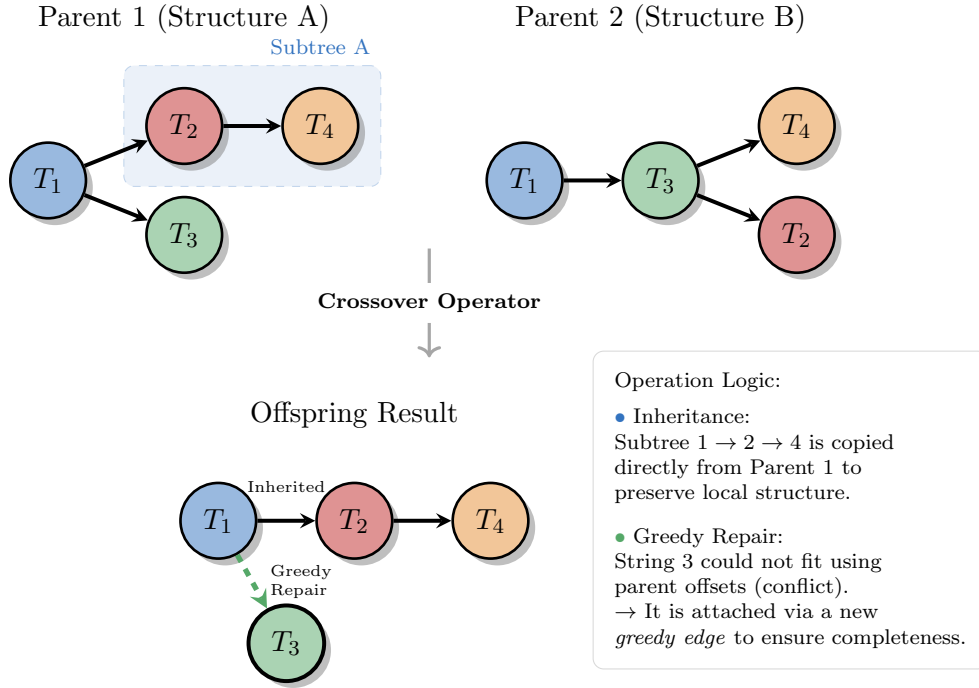 Parent 1 (Structure A)
Parent 2 (Structure B)
Subtree A
T₂
T₄
T₁
T₃
T₄
T₁
T₃
T₂
Crossover Operator
Offspring Result
Inherited
T₁
T₂
T₄
Greedy
Repair
T₃
Operation Logic:
• Inheritance:
Subtree 1 → 2 → 4 is copied
directly from Parent 1 to
preserve local structure.
• Greedy Repair:
String 3 could not fit using
parent offsets (conflict).
→ It is attached via a new
greedy edge to ensure completeness.